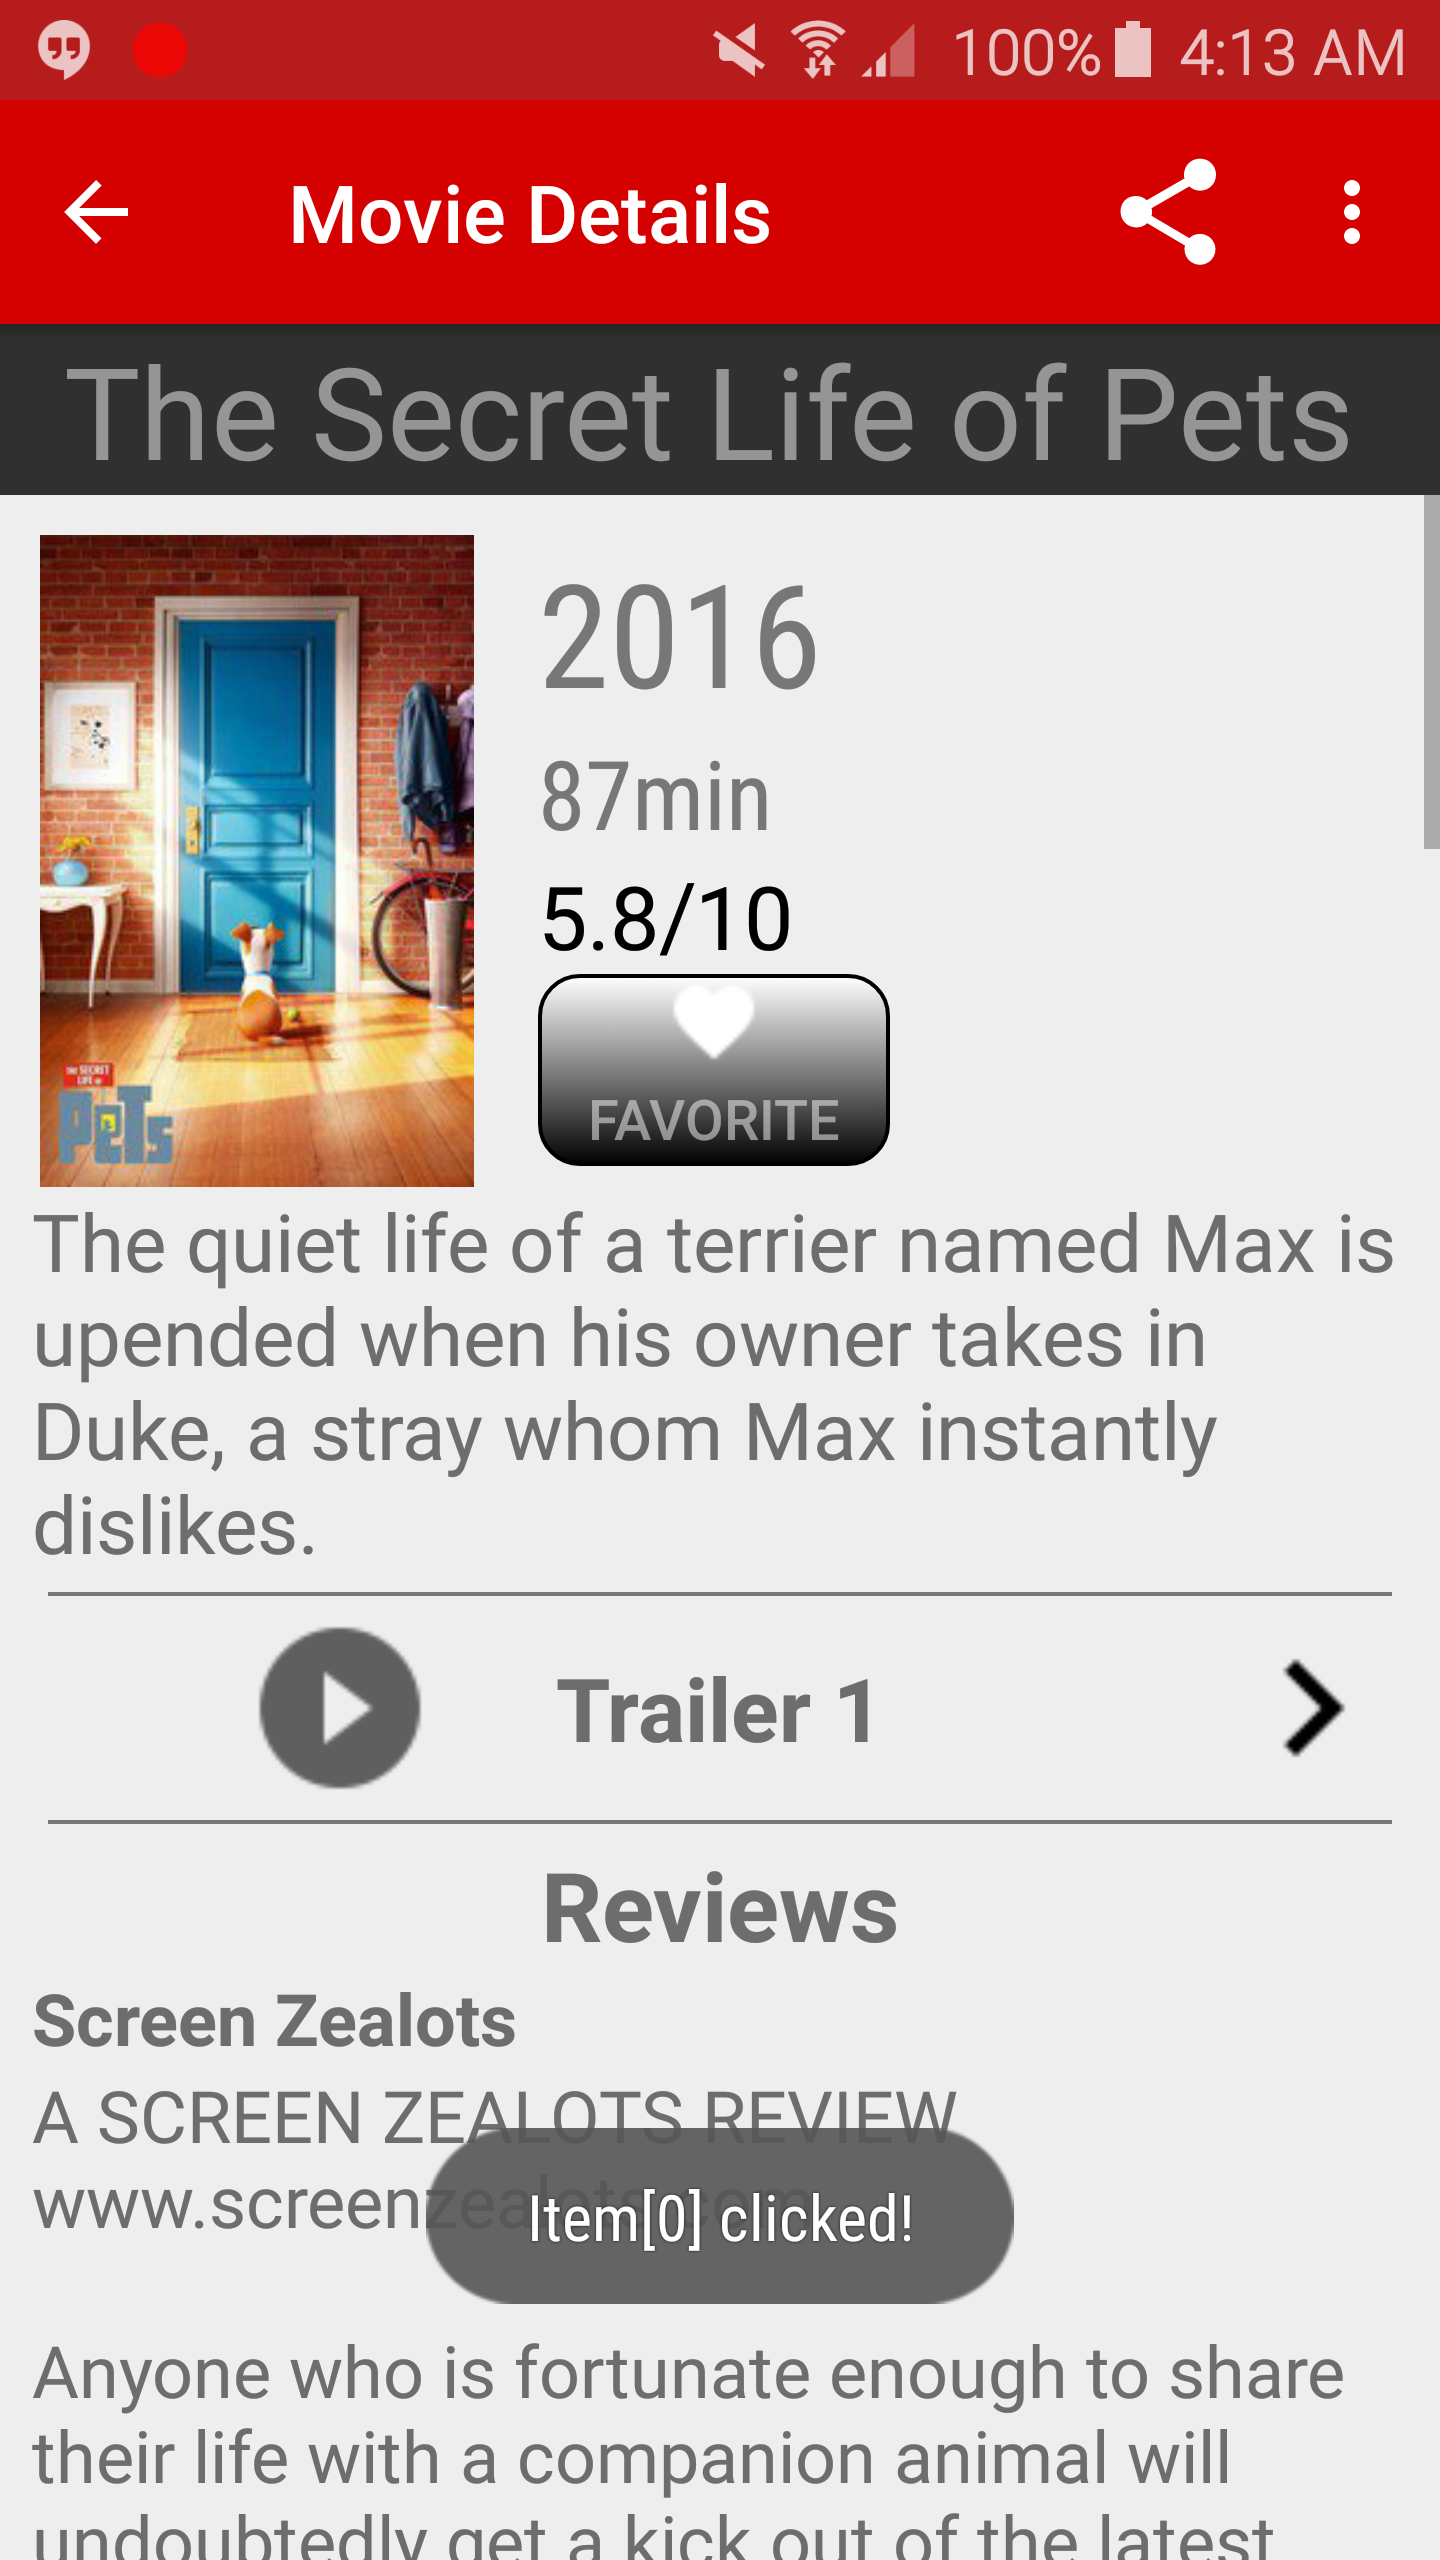 100% 4:13 AM
Movie Details
The Secret Life of Pets
2016
87min
5.8/10
FAVORITE
THE SECRET
LIFE OF
PETS
The quiet life of a terrier named Max is
upended when his owner takes in
Duke, a stray whom Max instantly
dislikes.
Trailer 1
Reviews
Screen Zealots
A SCREEN ZEALOTS REVIEW
www.screenzealots.com
Item[0] clicked!
Anyone who is fortunate enough to share
their life with a companion animal will
undoubtedly get a kick out of the latest